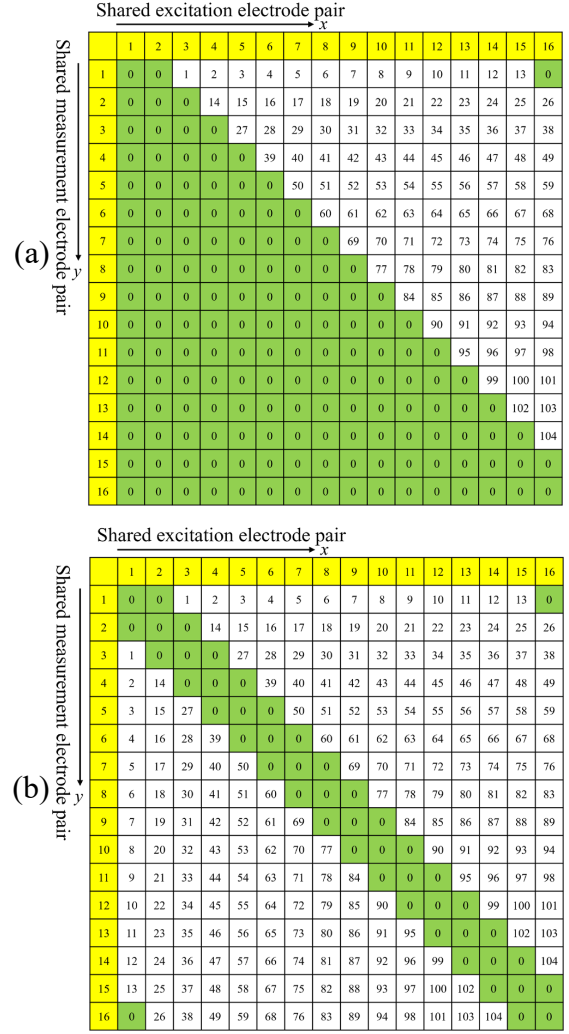 Shared excitation electrode pair
x
Shared measurement electrode pair
y
(a)
1 2 3 4 5 6 7 8 9 10 11 12 13 14 15 16
1 0 0 1 2 3 4 5 6 7 8 9 10 11 12 13 0
2 0 0 0 14 15 16 17 18 19 20 21 22 23 24 25 26
3 0 0 0 0 27 28 29 30 31 32 33 34 35 36 37 38
4 0 0 0 0 0 39 40 41 42 43 44 45 46 47 48 49
5 0 0 0 0 0 0 50 51 52 53 54 55 56 57 58 59
6 0 0 0 0 0 0 0 60 61 62 63 64 65 66 67 68
7 0 0 0 0 0 0 0 0 69 70 71 72 73 74 75 76
8 0 0 0 0 0 0 0 0 0 77 78 79 80 81 82 83
9 0 0 0 0 0 0 0 0 0 0 84 85 86 87 88 89
10 0 0 0 0 0 0 0 0 0 0 0 90 91 92 93 94
11 0 0 0 0 0 0 0 0 0 0 0 0 95 96 97 98
12 0 0 0 0 0 0 0 0 0 0 0 0 0 99 100 101
13 0 0 0 0 0 0 0 0 0 0 0 0 0 0 102 103
14 0 0 0 0 0 0 0 0 0 0 0 0 0 0 0 104
15 0 0 0 0 0 0 0 0 0 0 0 0 0 0 0 0
16 0 0 0 0 0 0 0 0 0 0 0 0 0 0 0 0
Shared excitation electrode pair
x
Shared measurement electrode pair
y
(b)
1 2 3 4 5 6 7 8 9 10 11 12 13 14 15 16
1 0 0 1 2 3 4 5 6 7 8 9 10 11 12 13 0
2 0 0 0 14 15 16 17 18 19 20 21 22 23 24 25 26
3 1 0 0 0 27 28 29 30 31 32 33 34 35 36 37 38
4 2 14 0 0 0 39 40 41 42 43 44 45 46 47 48 49
5 3 15 27 0 0 0 50 51 52 53 54 55 56 57 58 59
6 4 16 28 39 0 0 0 60 61 62 63 64 65 66 67 68
7 5 17 29 40 50 0 0 0 69 70 71 72 73 74 75 76
8 6 18 30 41 51 60 0 0 0 77 78 79 80 81 82 83
9 7 19 31 42 52 61 69 0 0 0 84 85 86 87 88 89
10 8 20 32 43 53 62 70 77 0 0 0 90 91 92 93 94
11 9 21 33 44 54 63 71 78 84 0 0 0 95 96 97 98
12 10 22 34 45 55 64 72 79 85 90 0 0 0 99 100 101
13 11 23 35 46 56 65 73 80 86 91 95 0 0 0 102 103
14 12 24 36 47 57 66 74 81 87 92 96 99 0 0 0 104
15 13 25 37 48 58 67 75 82 88 93 97 100 102 0 0 0
16 0 26 38 49 59 68 76 83 89 94 98 101 103 104 0 0